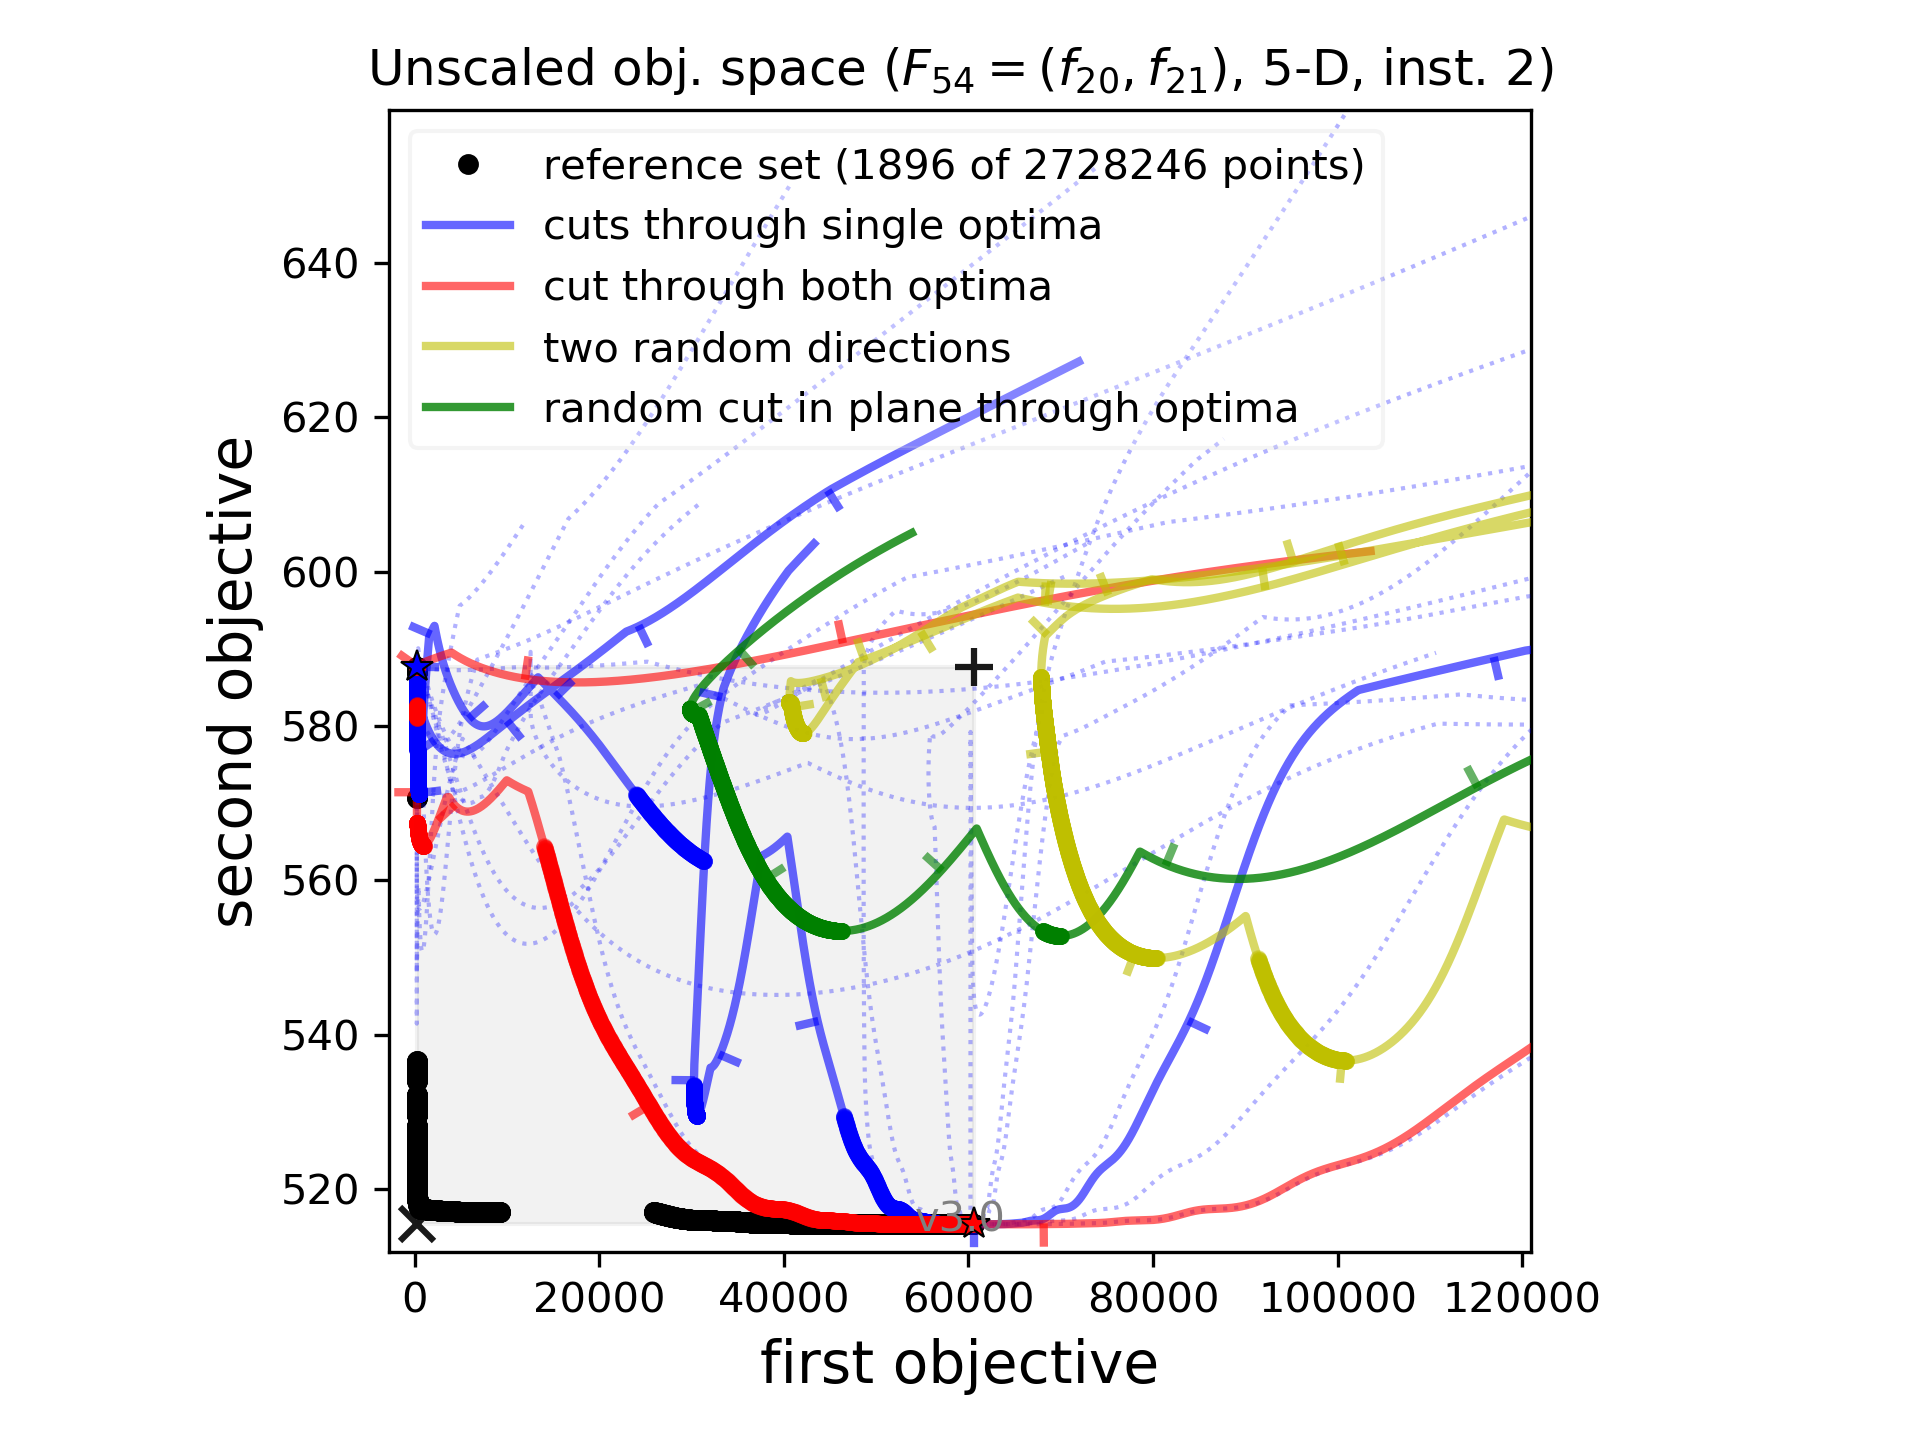 Unscaled obj. space (F₅₄ = (f₂₀, f₂₁), 5-D, inst. 2)
reference set (1896 of 2728246 points)
cuts through single optima
cut through both optima
two random directions
random cut in plane through optima
second objective
640
620
600
580
560
540
520
v3.0
0 20000 40000 60000 80000 100000 120000
first objective